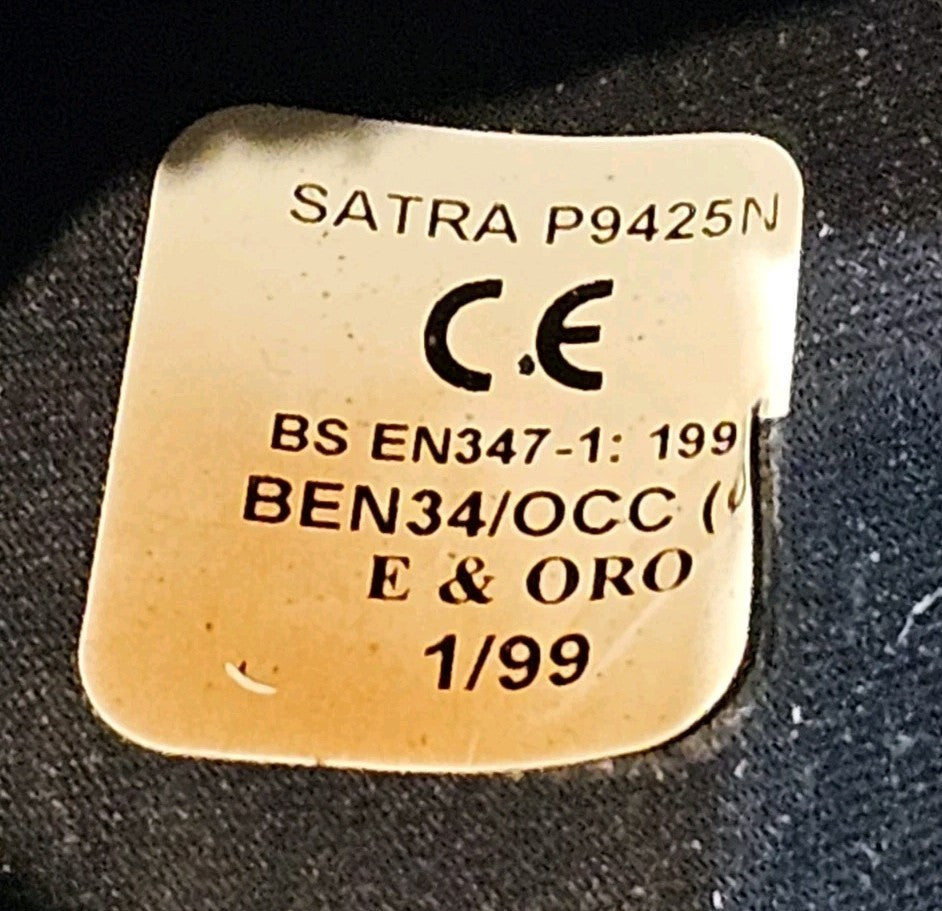 SATRA P9425N
CE
BS EN347-1: 199
BEN34/OCC (
E & ORO
1/99